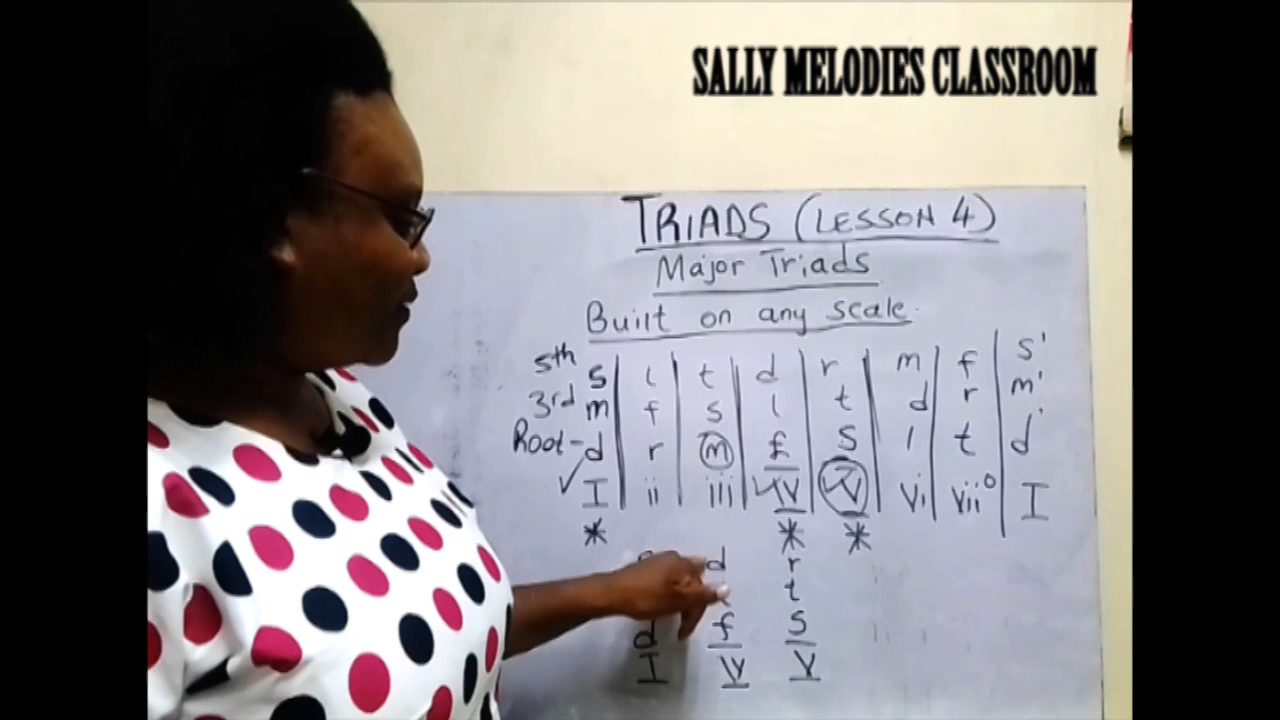 SALLY MELODIES CLASSROOM
TRIADS (LESSON 4)
Major Triads
Built on any scale.
5th s | l | t | d | r | m | f | s'
3rd m | f | s | l | t | d | r | m'
Root - d | r | m | f | s | l | t | d'
✓ I | ii | iii | ✓IV | ✓V | vi | vii° | I
* * *
d r
t
d f s
I IV V